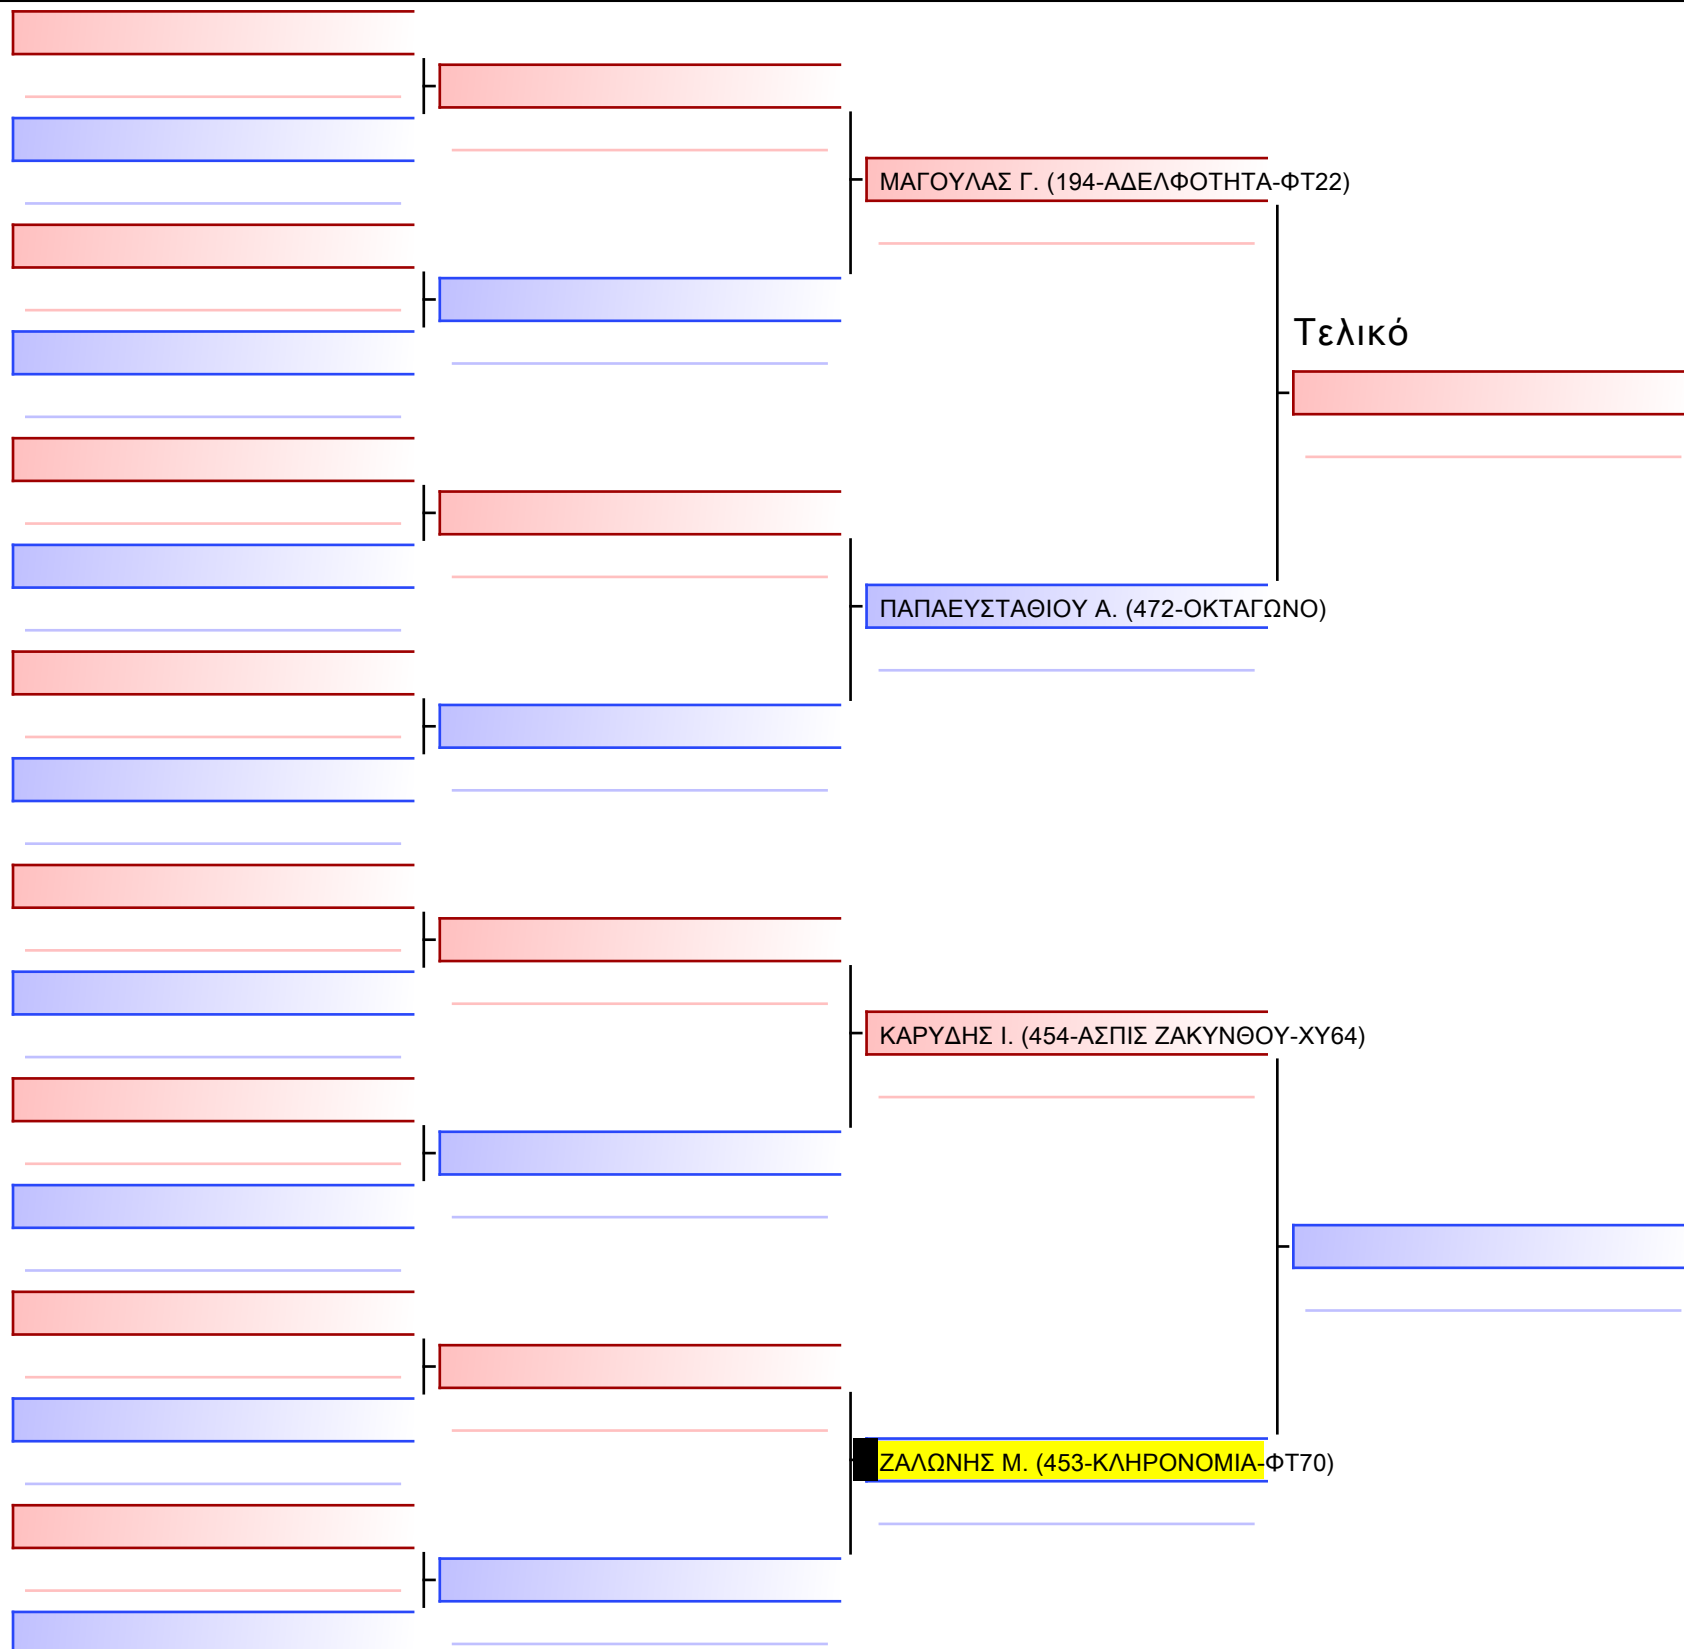 ΜΑΓΟΥΛΑΣ Γ. (194-ΑΔΕΛΦΟΤΗΤΑ-ΦΤ22)
Τελικό
ΠΑΠΑΕΥΣΤΑΘΙΟΥ Α. (472-ΟΚΤΑΓΩΝΟ)
ΚΑΡΥΔΗΣ Ι. (454-ΑΣΠΙΣ ΖΑΚΥΝΘΟΥ-ΧΥ64)
ΖΑΛΩΝΗΣ Μ. (453-ΚΛΗΡΟΝΟΜΙΑ-ΦΤ70)